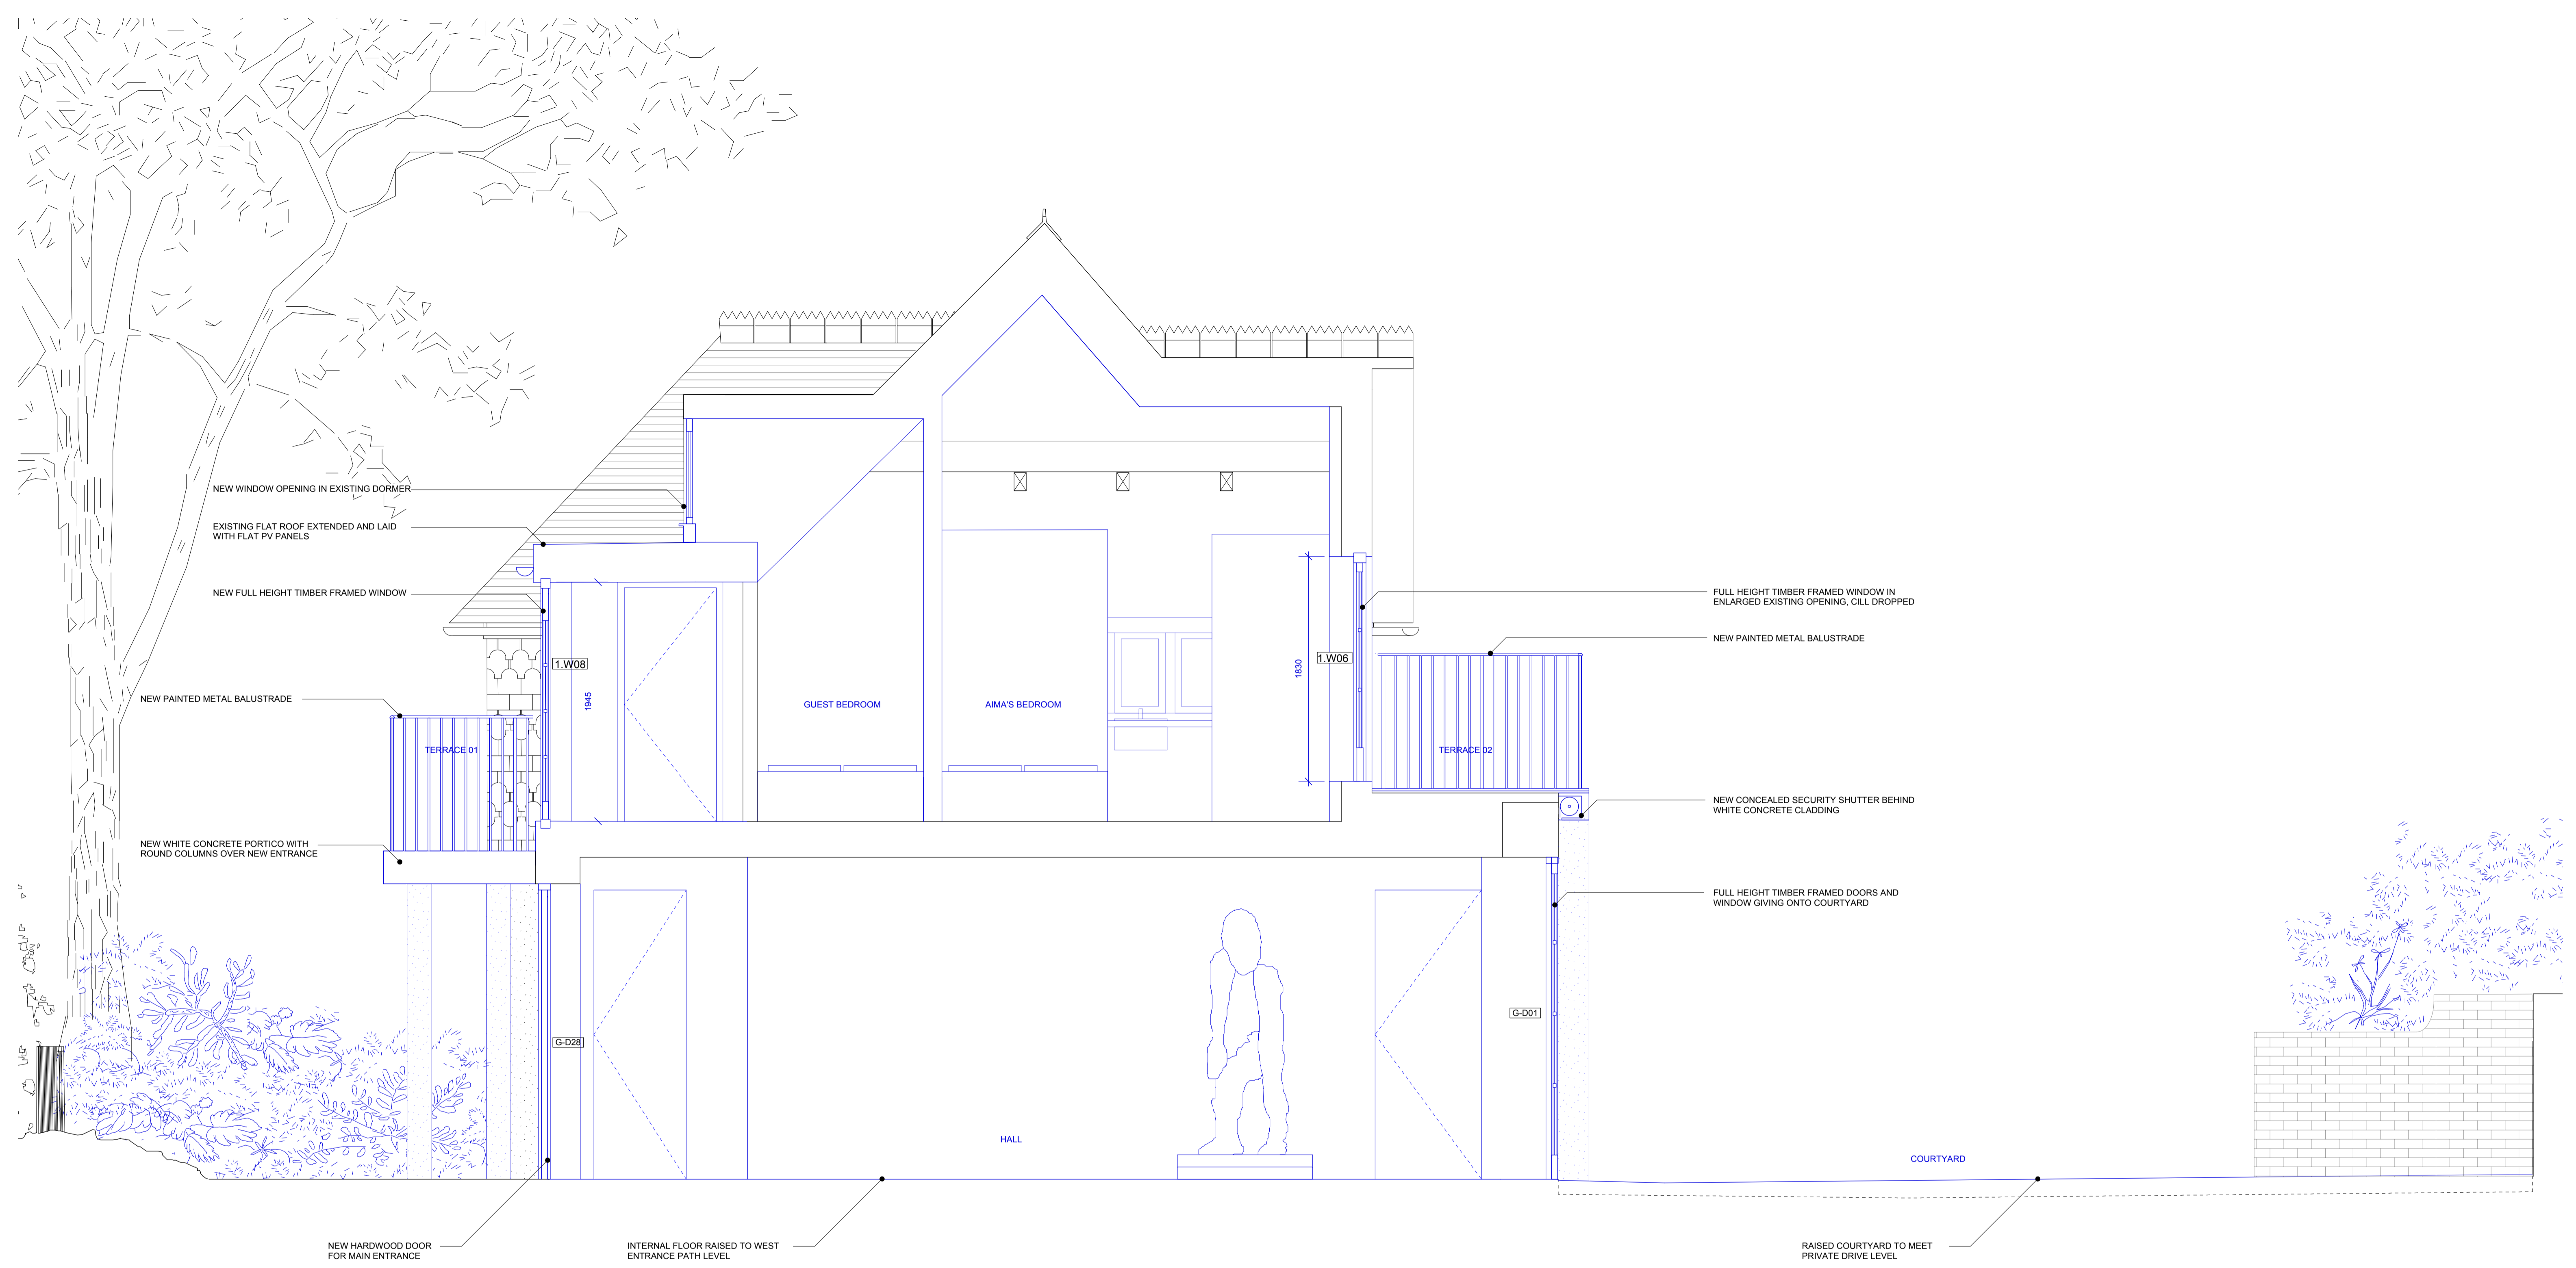 NEW WINDOW OPENING IN EXISTING DORMER
EXISTING FLAT ROOF EXTENDED AND LAID
WITH FLAT PV PANELS
NEW FULL HEIGHT TIMBER FRAMED WINDOW
NEW PAINTED METAL BALUSTRADE
TERRACE 01
NEW WHITE CONCRETE PORTICO WITH
ROUND COLUMNS OVER NEW ENTRANCE
1.W08
1945
GUEST BEDROOM
AIMA'S BEDROOM
1830
1.W06
FULL HEIGHT TIMBER FRAMED WINDOW IN
ENLARGED EXISTING OPENING, CILL DROPPED
NEW PAINTED METAL BALUSTRADE
TERRACE 02
NEW CONCEALED SECURITY SHUTTER BEHIND
WHITE CONCRETE CLADDING
FULL HEIGHT TIMBER FRAMED DOORS AND
WINDOW GIVING ONTO COURTYARD
G-D28
G-D01
HALL
COURTYARD
NEW HARDWOOD DOOR
FOR MAIN ENTRANCE
INTERNAL FLOOR RAISED TO WEST
ENTRANCE PATH LEVEL
RAISED COURTYARD TO MEET
PRIVATE DRIVE LEVEL